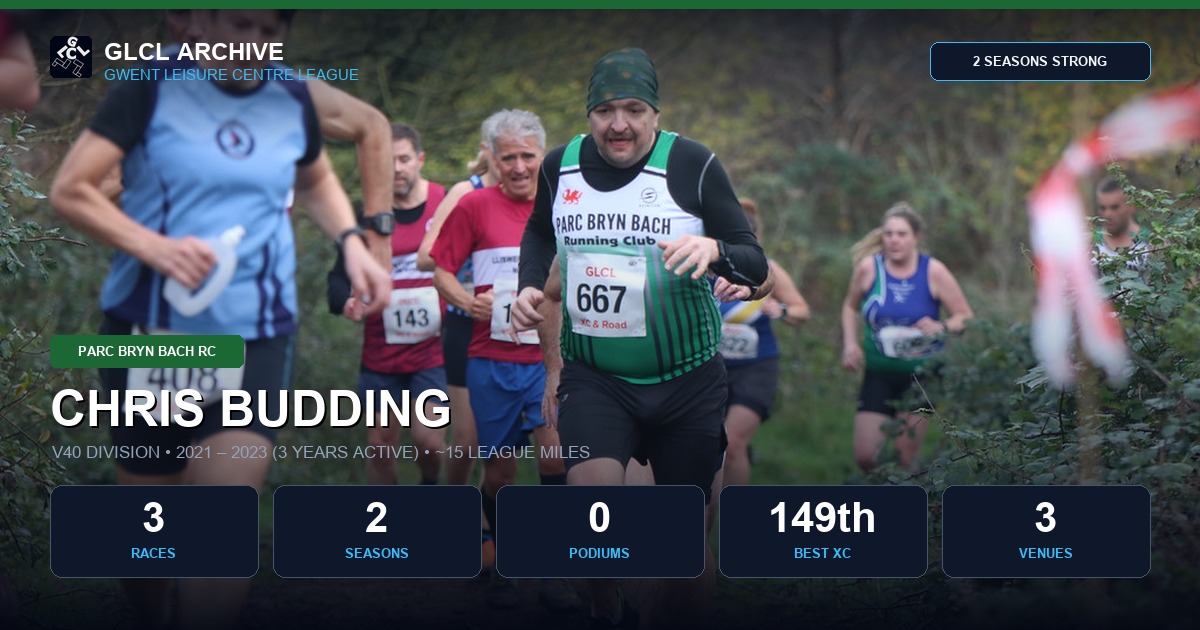 GLCL ARCHIVE
GWENT LEISURE CENTRE LEAGUE
2 SEASONS STRONG
PARC BRYN BACH
Running Club
GLCL
667
XC & Road
143
PARC BRYN BACH RC
408
CHRIS BUDDING
V40 DIVISION • 2021 – 2023 (3 YEARS ACTIVE) • ~15 LEAGUE MILES
3
RACES
2
SEASONS
0
PODIUMS
149th
BEST XC
3
VENUES